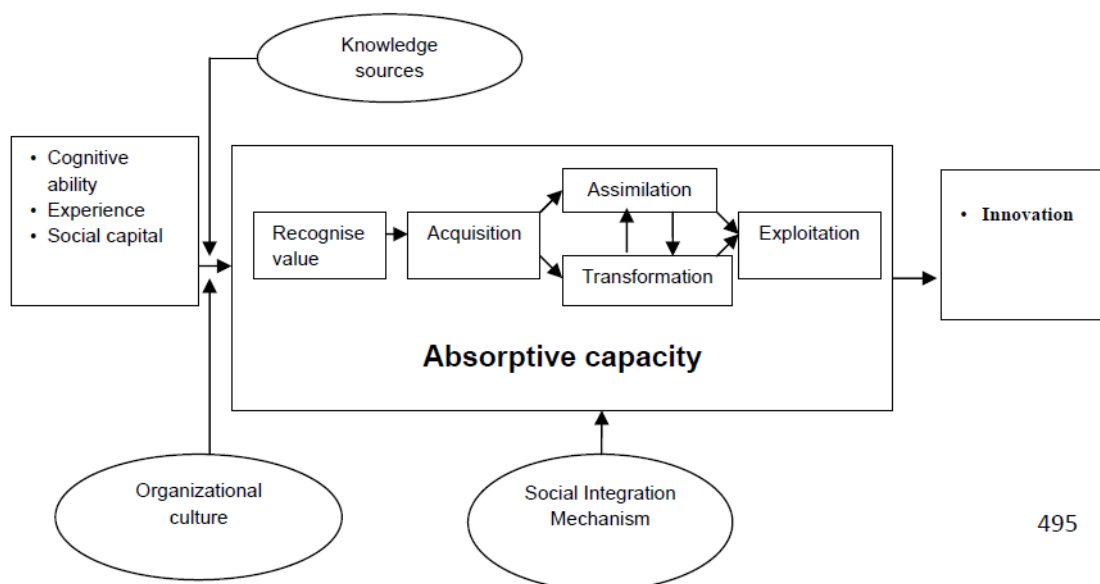 Knowledge
sources
• Cognitive
ability
• Experience
• Social capital
Recognise
value
Acquisition
Assimilation
Transformation
Exploitation
Absorptive capacity
• Innovation
Organizational
culture
Social Integration
Mechanism
495